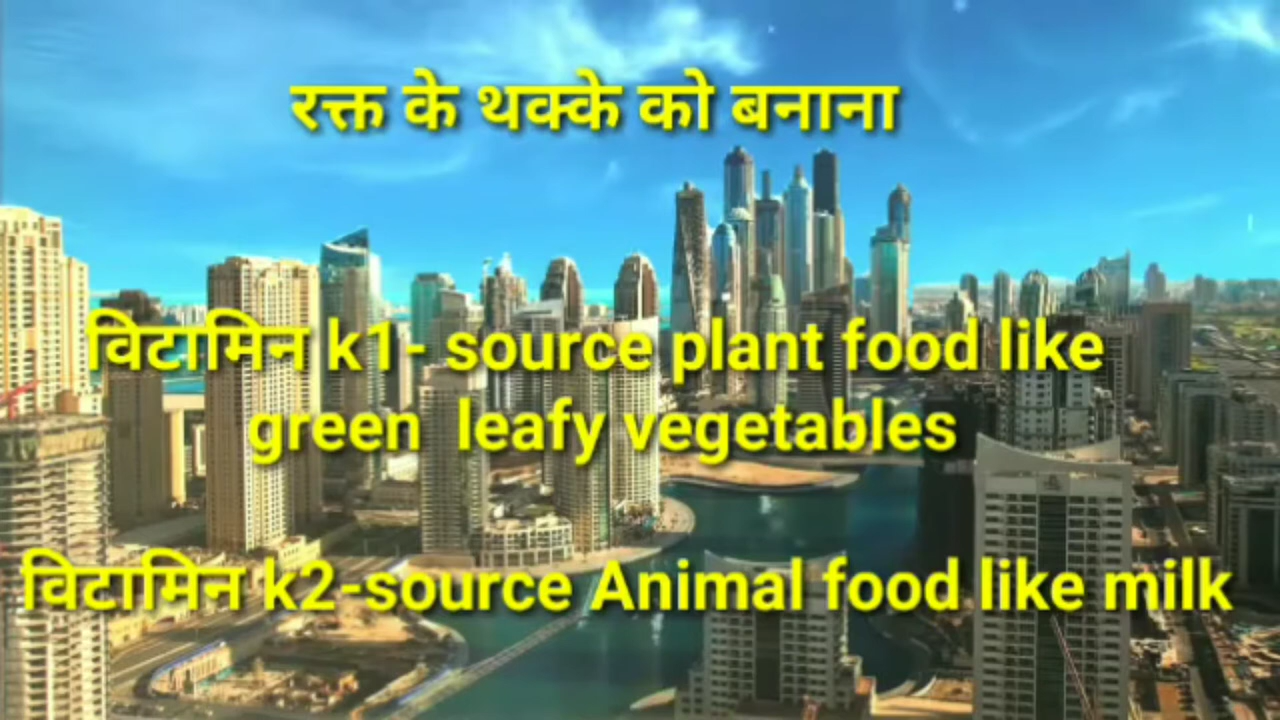 रक्त के थक्के को बनाना
विटामिन k1- source plant food like
green leafy vegetables
विटामिन k2-source Animal food like milk